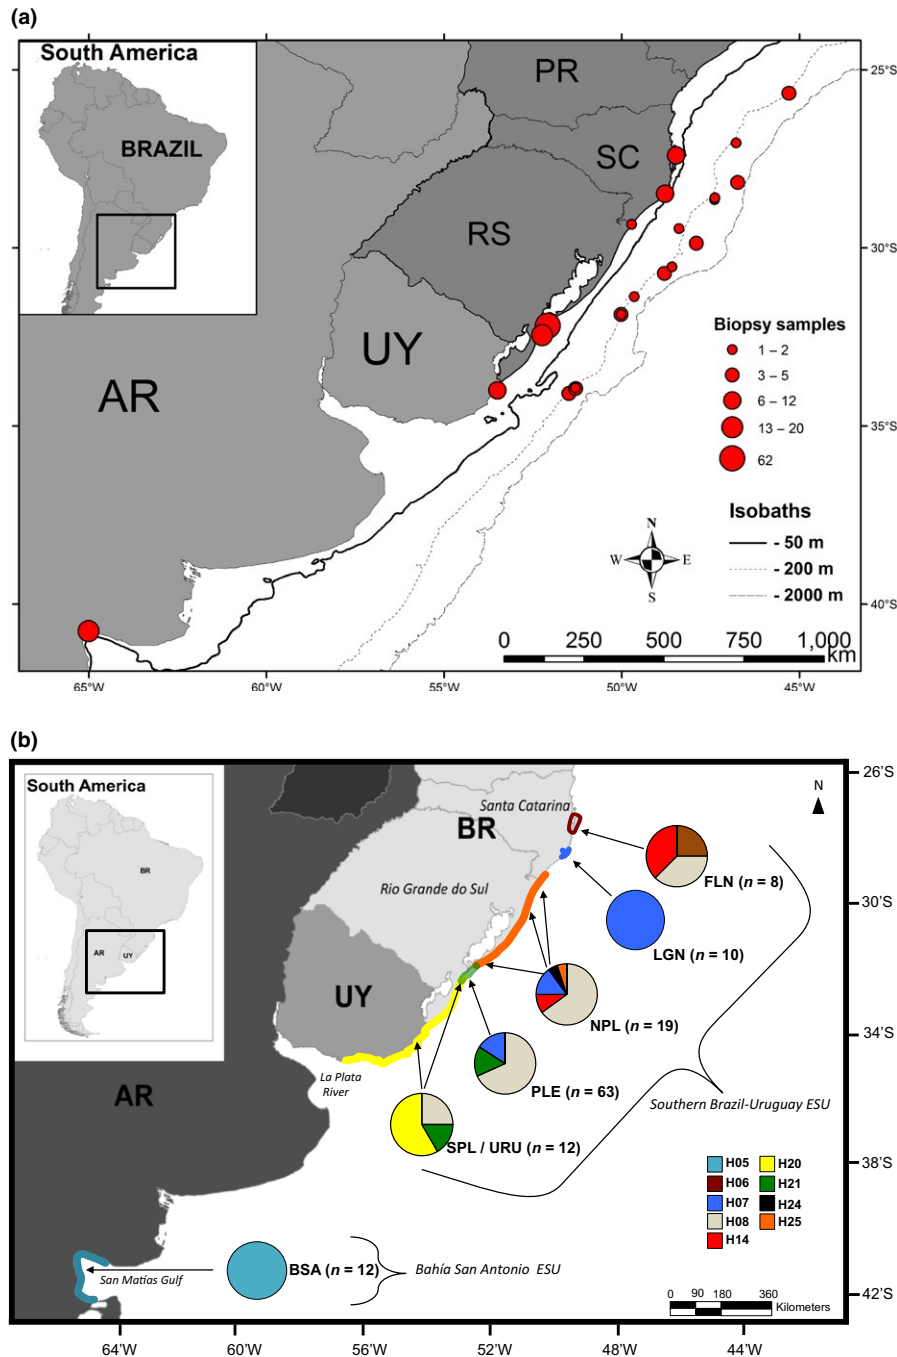 (a)
South America
BRAZIL
PR
SC
RS
UY
AR
25°S
30°S
35°S
40°S
Biopsy samples
1 – 2
3 – 5
6 – 12
13 – 20
62
Isobaths
- 50 m
- 200 m
- 2000 m
N
W
E
S
0 250 500 750 1,000
km
65°W 60°W 55°W 50°W 45°W
(b)
South America
BR
AR
UY
26°S
N
Santa Catarina
BR
Rio Grande do Sul
FLN (n = 8)
30°S
LGN (n = 10)
UY
NPL (n = 19)
34°S
La Plata
River
AR
PLE (n = 63)
Southern Brazil-Uruguay ESU
SPL / URU (n = 12)
38°S
H05 H20
H06 H21
H07 H24
H08 H25
H14
San Matías Gulf
BSA (n = 12)
Bahía San Antonio ESU
42°S
0 90 180 360
Kilometers
64°W 60°W 56°W 52°W 48°W 44°W